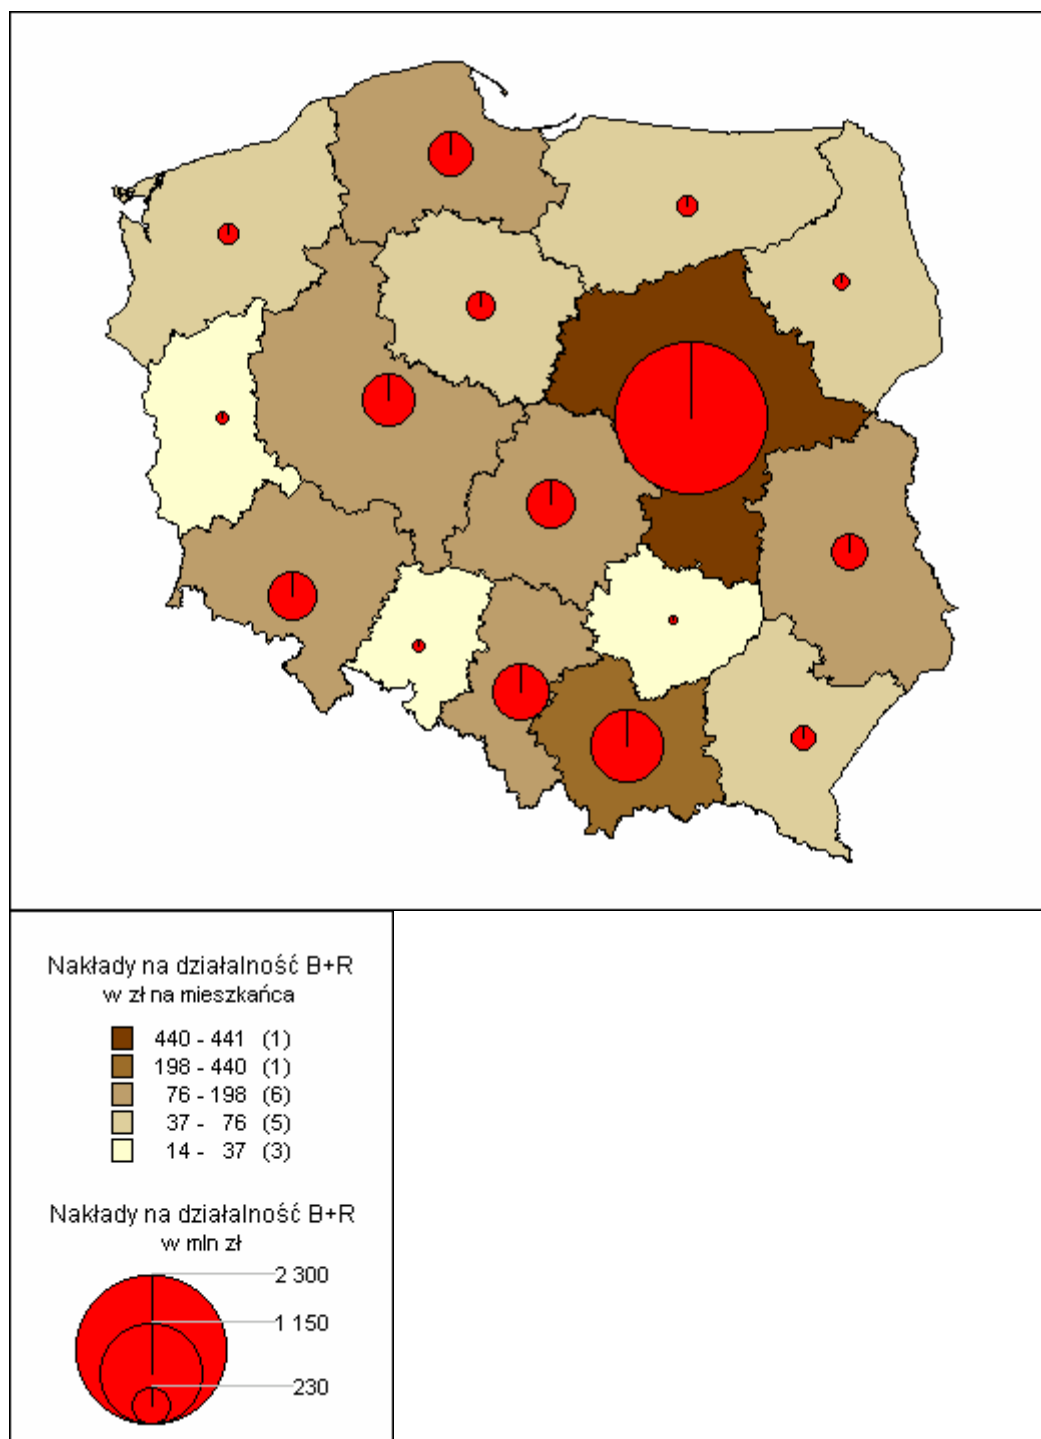 Nakłady na działalność B+R
w zł na mieszkańca
440 - 441 (1)
198 - 440 (1)
76 - 198 (6)
37 - 76 (5)
14 - 37 (3)
Nakłady na działalność B+R
w mln zł
2 300
1 150
230